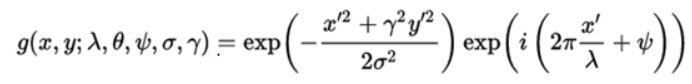 g(x, y; λ, θ, ψ, σ, γ) = exp(−(x′² + γ²y′²)/(2σ²)) exp(i(2π x′/λ + ψ))